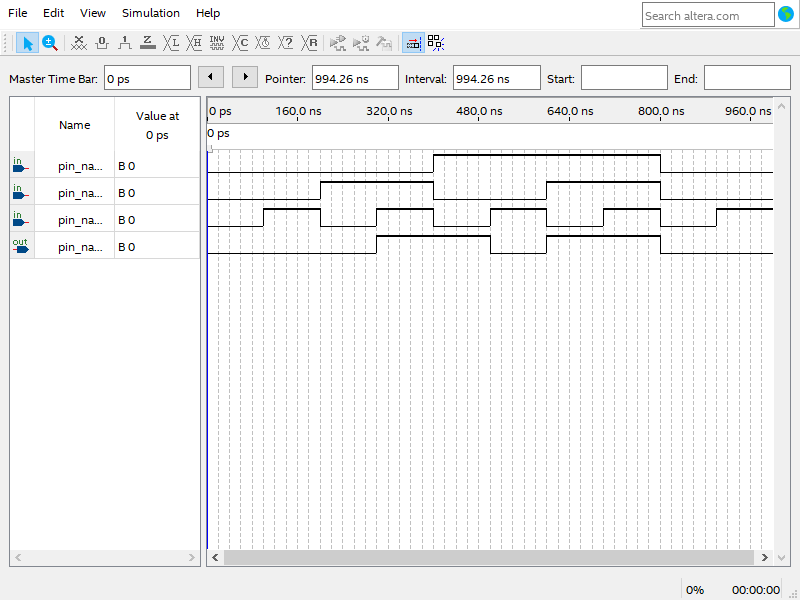 File Edit View Simulation Help
Search altera.com
Master Time Bar: 0 ps Pointer: 994.26 ns Interval: 994.26 ns Start: End:
Name Value at 0 ps
0 ps 160.0 ns 320.0 ns 480.0 ns 640.0 ns 800.0 ns 960.0 ns
0 ps
in pin_na... B 0
in pin_na... B 0
in pin_na... B 0
out pin_na... B 0
0% 00:00:00